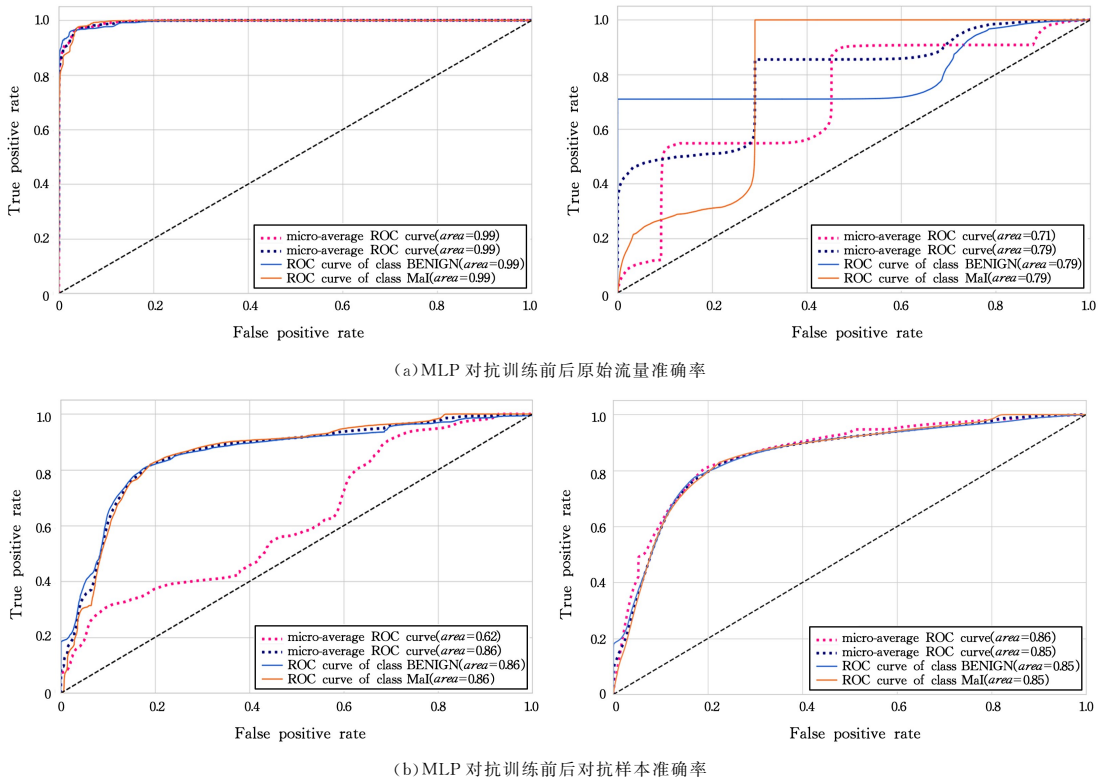 1.0
0.8
0.6
0.4
0.2
0
True positive rate
micro-average ROC curve(area=0.99)
micro-average ROC curve(area=0.99)
ROC curve of class BENIGN(area=0.99)
ROC curve of class MaI(area=0.99)
0 0.2 0.4 0.6 0.8 1.0
False positive rate
1.0
0.8
0.6
0.4
0.2
0
True positive rate
micro-average ROC curve(area=0.71)
micro-average ROC curve(area=0.79)
ROC curve of class BENIGN(area=0.79)
ROC curve of class MaI(area=0.79)
0 0.2 0.4 0.6 0.8 1.0
False positive rate
(a)MLP 对抗训练前后原始流量准确率
1.0
0.8
0.6
0.4
0.2
0
True positive rate
micro-average ROC curve(area=0.62)
micro-average ROC curve(area=0.86)
ROC curve of class BENIGN(area=0.86)
ROC curve of class MaI(area=0.86)
0 0.2 0.4 0.6 0.8 1.0
False positive rate
1.0
0.8
0.6
0.4
0.2
0
True positive rate
micro-average ROC curve(area=0.86)
micro-average ROC curve(area=0.85)
ROC curve of class BENIGN(area=0.85)
ROC curve of class MaI(area=0.85)
0 0.2 0.4 0.6 0.8 1.0
False positive rate
(b)MLP 对抗训练前后对抗样本准确率